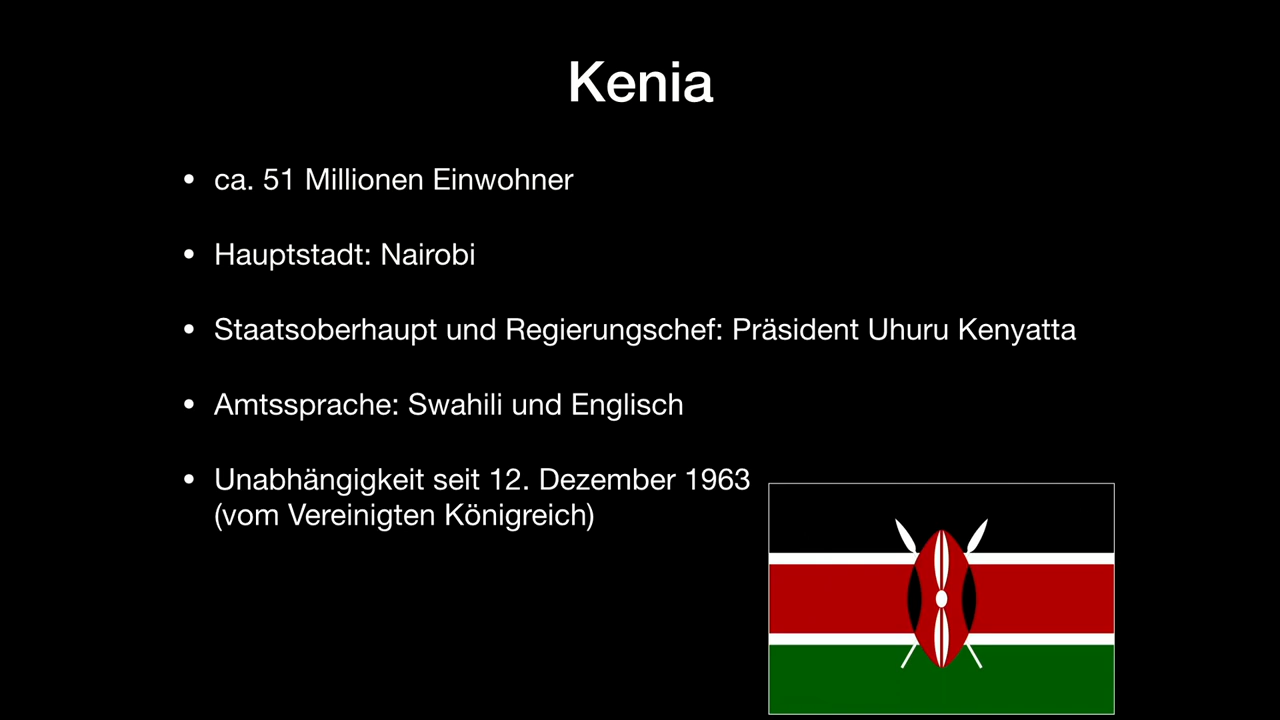 Kenia
• ca. 51 Millionen Einwohner
• Hauptstadt: Nairobi
• Staatsoberhaupt und Regierungschef: Präsident Uhuru Kenyatta
• Amtssprache: Swahili und Englisch
• Unabhängigkeit seit 12. Dezember 1963
(vom Vereinigten Königreich)